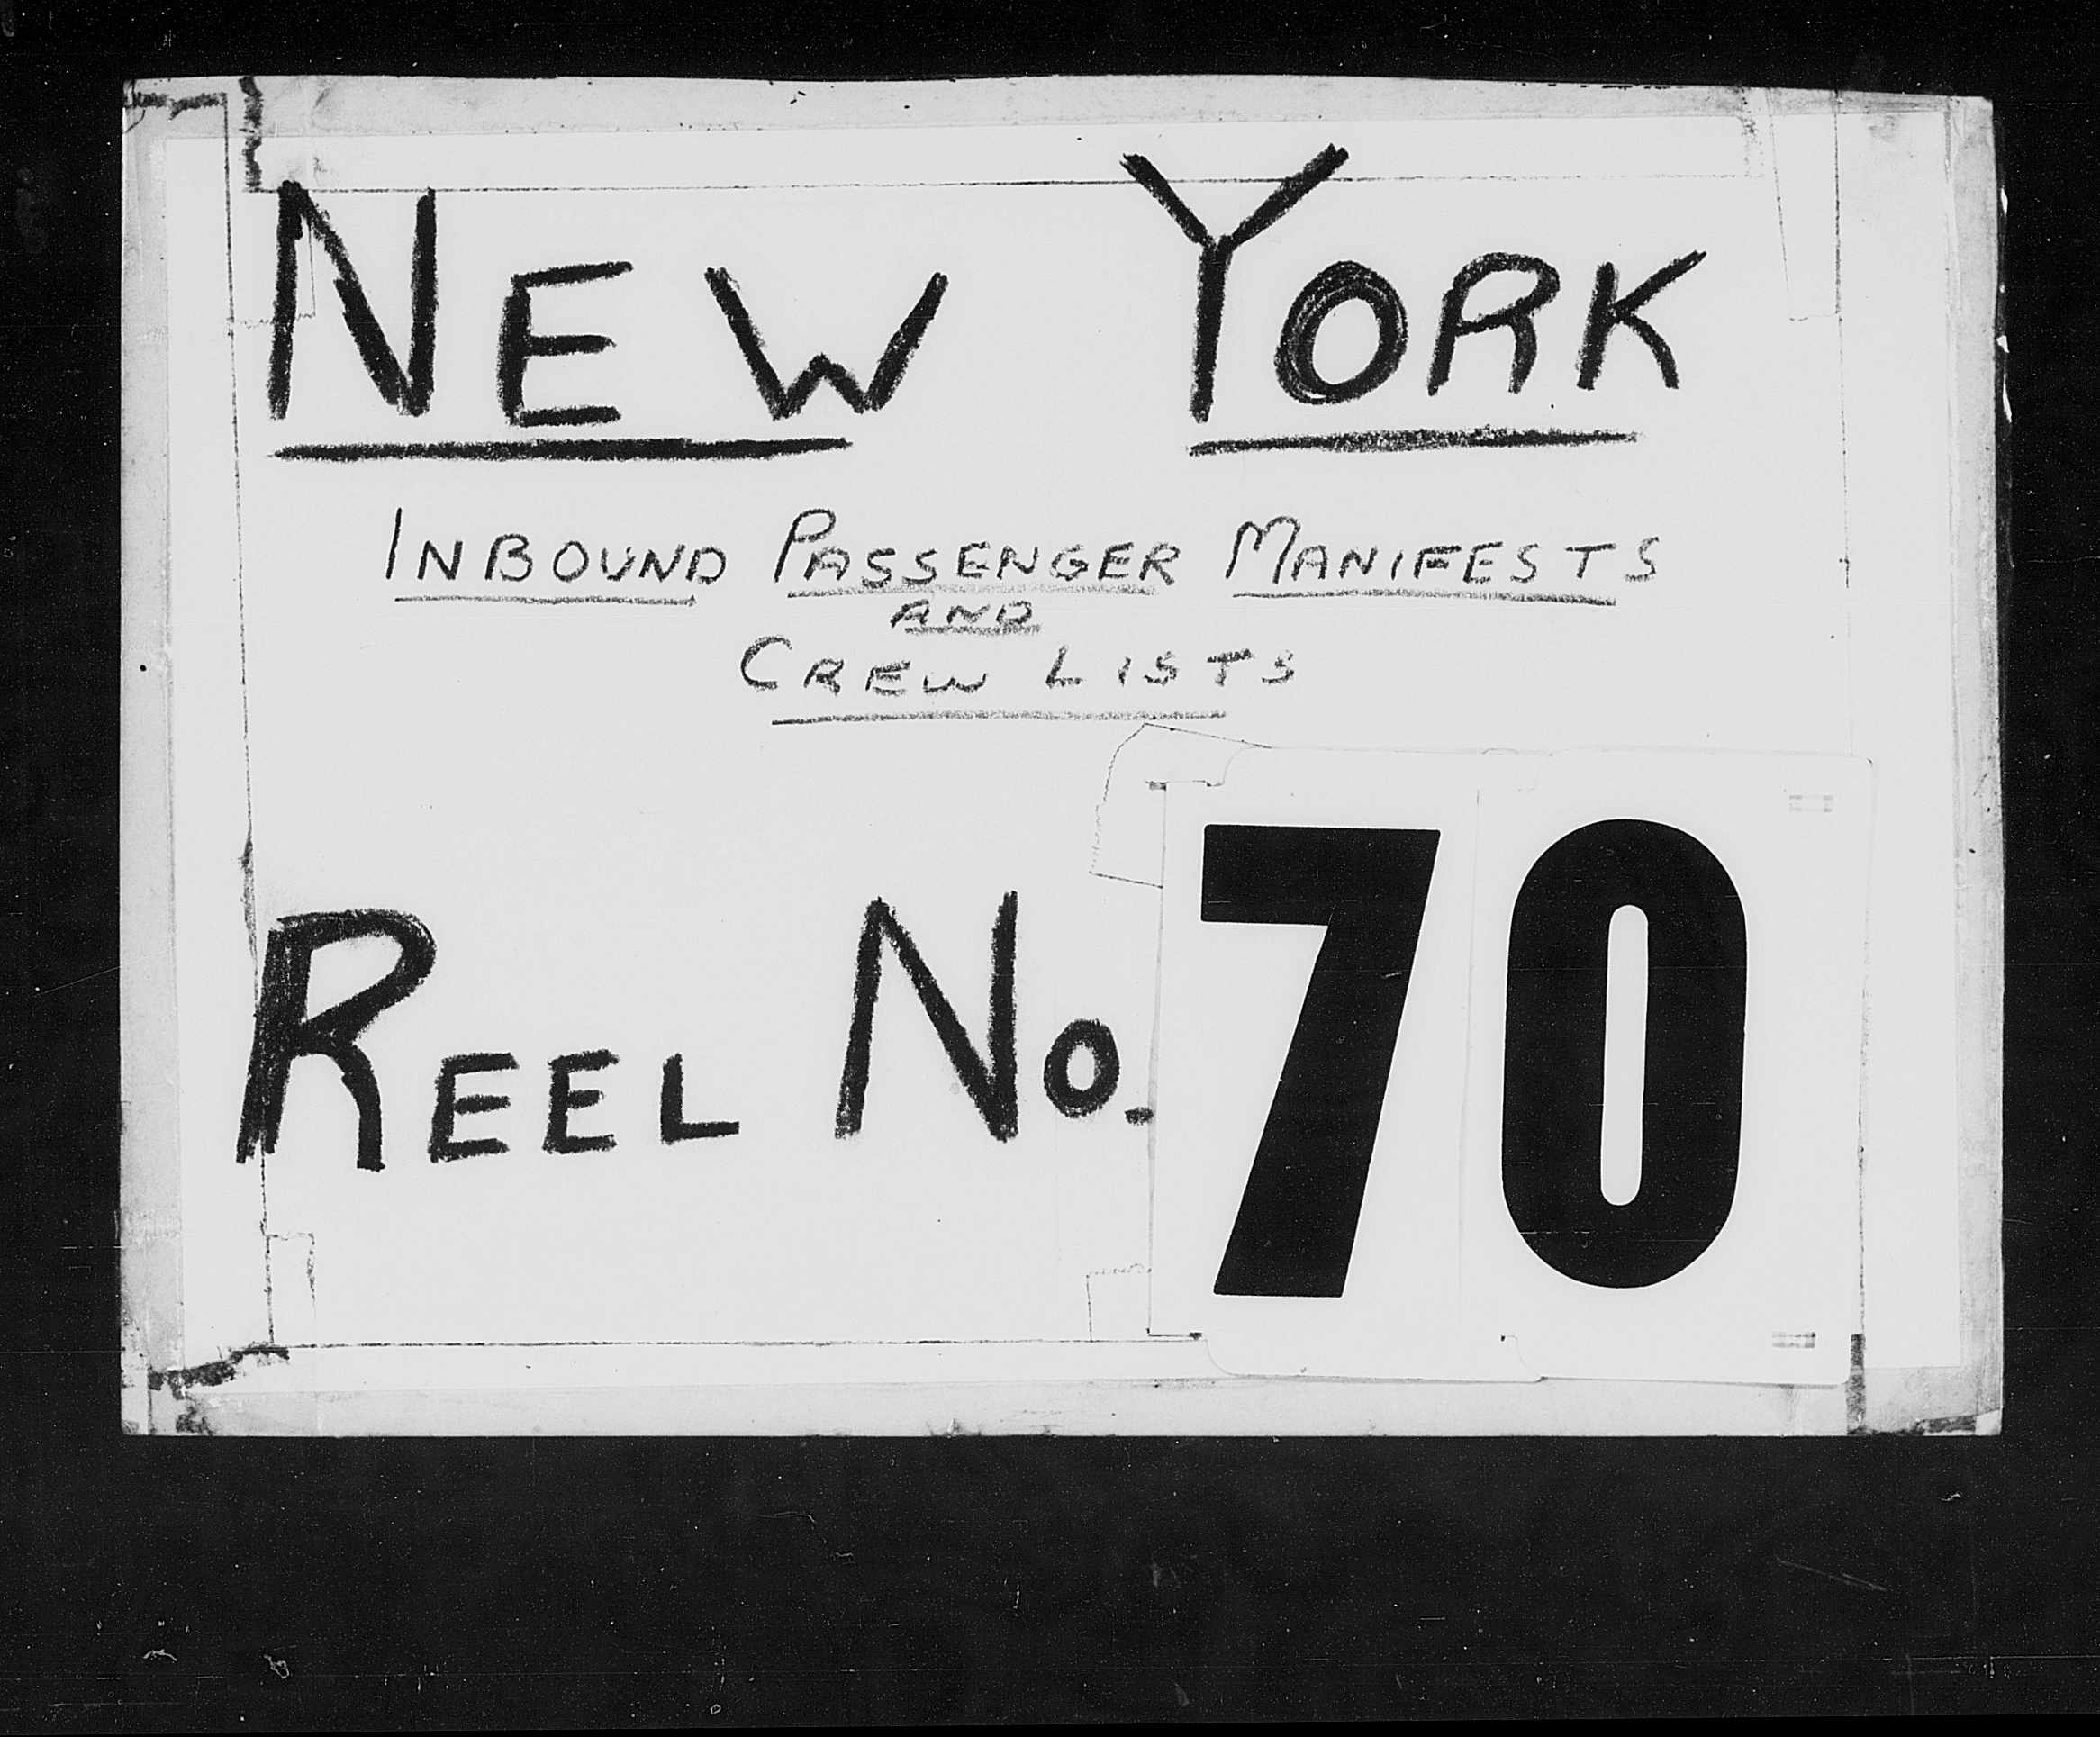 NEW YORK
INBOUND PASSENGER MANIFESTS
AND
CREW LISTS
REEL No. 70